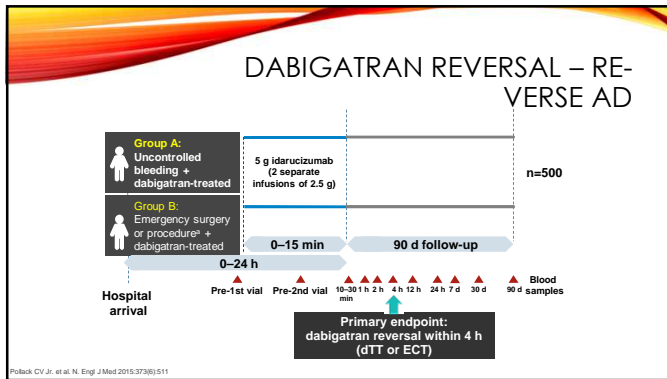 DABIGATRAN REVERSAL – RE-
VERSE AD
Group A:
Uncontrolled
bleeding +
dabigatran-treated
5 g idarucizumab
(2 separate
infusions of 2.5 g)
n=500
Group B:
Emergency surgery
or procedureª +
dabigatran-treated
0–15 min
90 d follow-up
0–24 h
Hospital
arrival
Pre-1st vial
Pre-2nd vial
10–30
min
1 h
2 h
4 h
12 h
24 h
7 d
30 d
90 d
Blood
samples
Primary endpoint:
dabigatran reversal within 4 h
(dTT or ECT)
Pollack CV Jr. et al. N. Engl J Med 2015:373(6):511